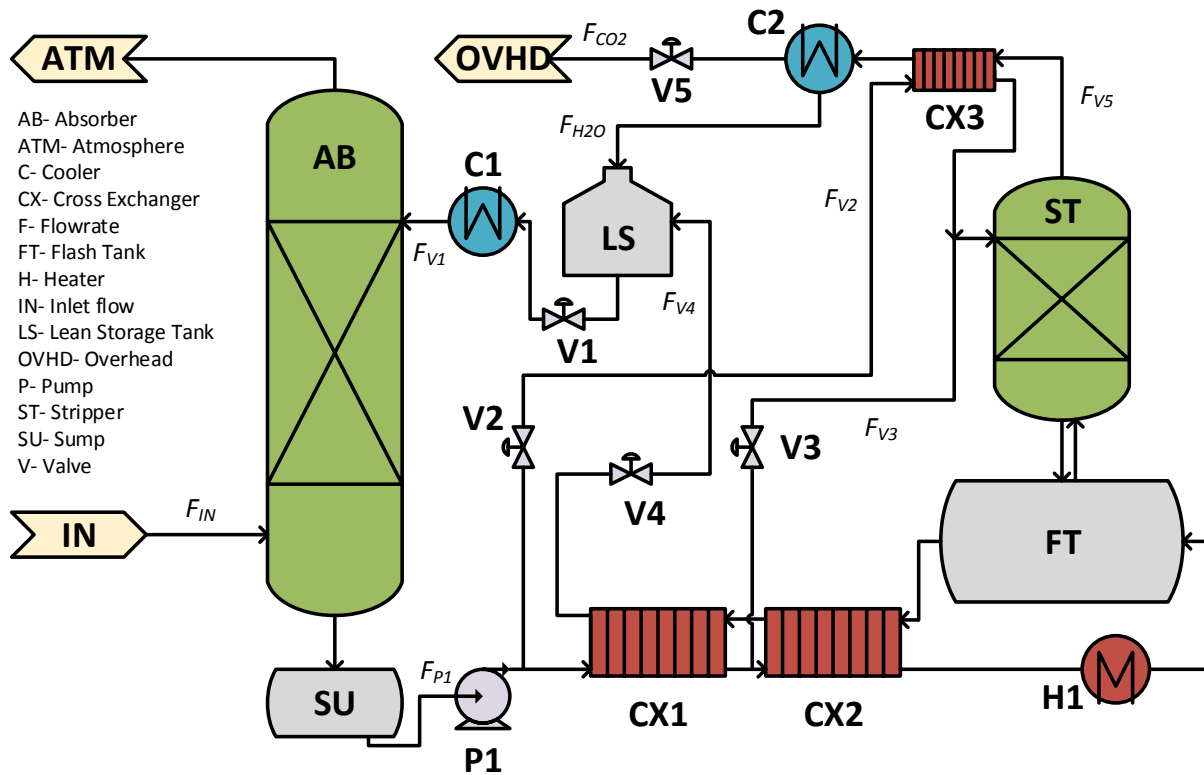 ATM
OVHD
F_CO2
C2
V5
CX3
F_V5
AB- Absorber
ATM- Atmosphere
C- Cooler
CX- Cross Exchanger
F- Flowrate
FT- Flash Tank
H- Heater
IN- Inlet flow
LS- Lean Storage Tank
OVHD- Overhead
P- Pump
ST- Stripper
SU- Sump
V- Valve
AB
F_H2O
C1
F_V2
ST
LS
F_V1
F_V4
V1
V2
F_V3
V3
V4
F_IN
IN
FT
F_P1
SU
P1
CX1
CX2
H1